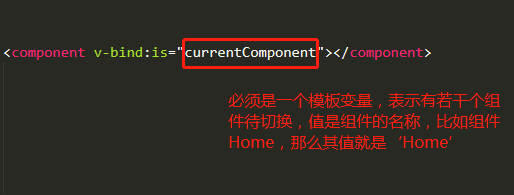 <component v-bind:is="currentComponent"></component>
必须是一个模板变量，表示有若干个组
件待切换，值是组件的名称，比如组件
Home，那么其值就是‘Home’